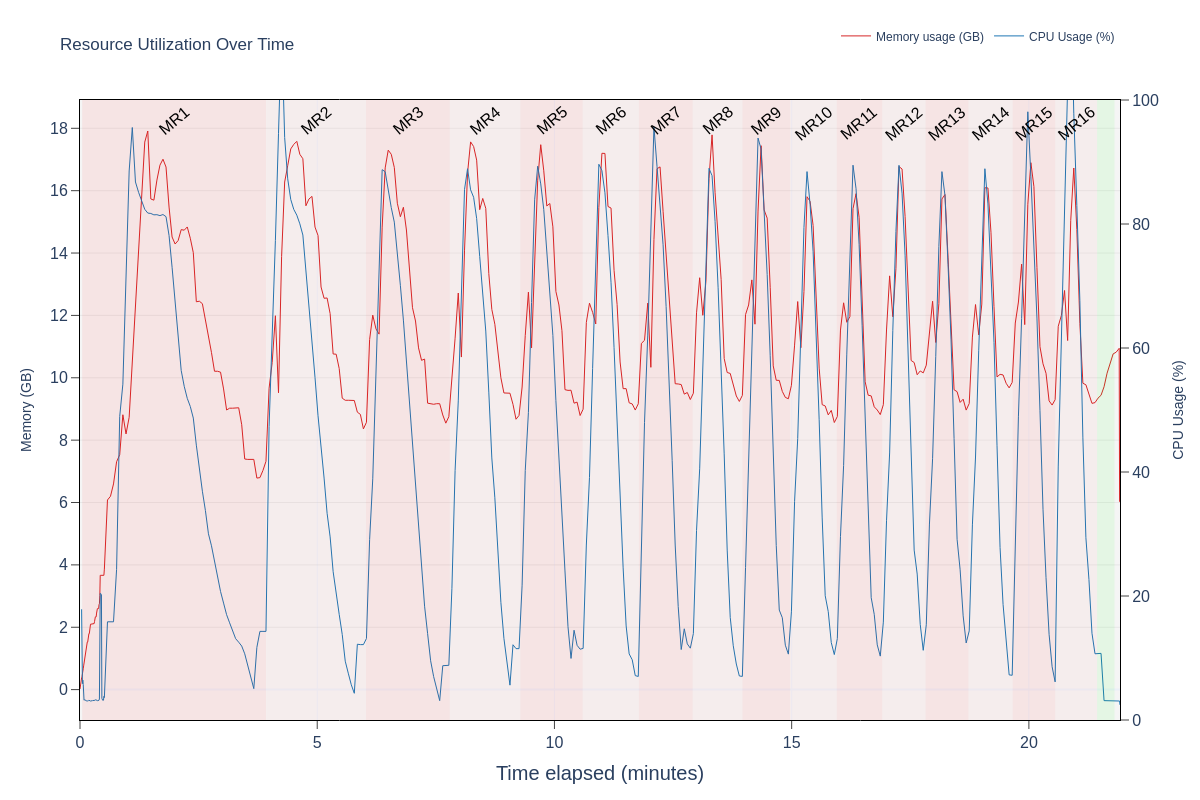 Resource Utilization Over Time
Memory usage (GB)
CPU Usage (%)
MR1
MR2
MR3
MR4
MR5
MR6
MR7
MR8
MR9
MR10
MR11
MR12
MR13
MR14
MR15
MR16
18
16
14
12
10
8
6
4
2
0
Memory (GB)
100
80
60
40
20
0
CPU Usage (%)
0
5
10
15
20
Time elapsed (minutes)